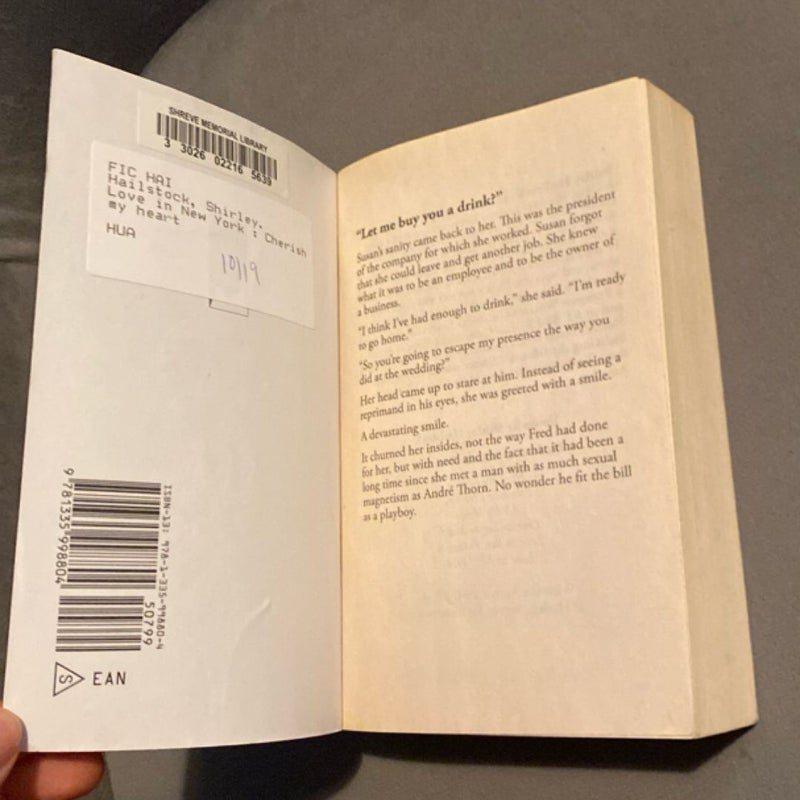 SHREVE MEMORIAL LIBRARY
3 3026 02216 5639
FIC HAI
Hailstock, Shirley.
Love in New York : Cherish
my heart
HUA
10/19
ISBN-13: 978-1-335-99880-4
9 781335 998804
50799
S EAN
"Let me buy you a drink?"
Susan's sanity came back to her. This was the president
of the company for which she worked. Susan forgot
that she could leave and get another job. She knew
what it was to be an employee and to be the owner of
a business.
"I think I've had enough to drink," she said. "I'm ready
to go home."
"So you're going to escape my presence the way you
did at the wedding?"
Her head came up to stare at him. Instead of seeing a
reprimand in his eyes, she was greeted with a smile.
A devastating smile.
It churned her insides, not the way Fred had done
for her, but with need and the fact that it had been a
long time since she met a man with as much sexual
magnetism as André Thorn. No wonder he fit the bill
as a playboy.